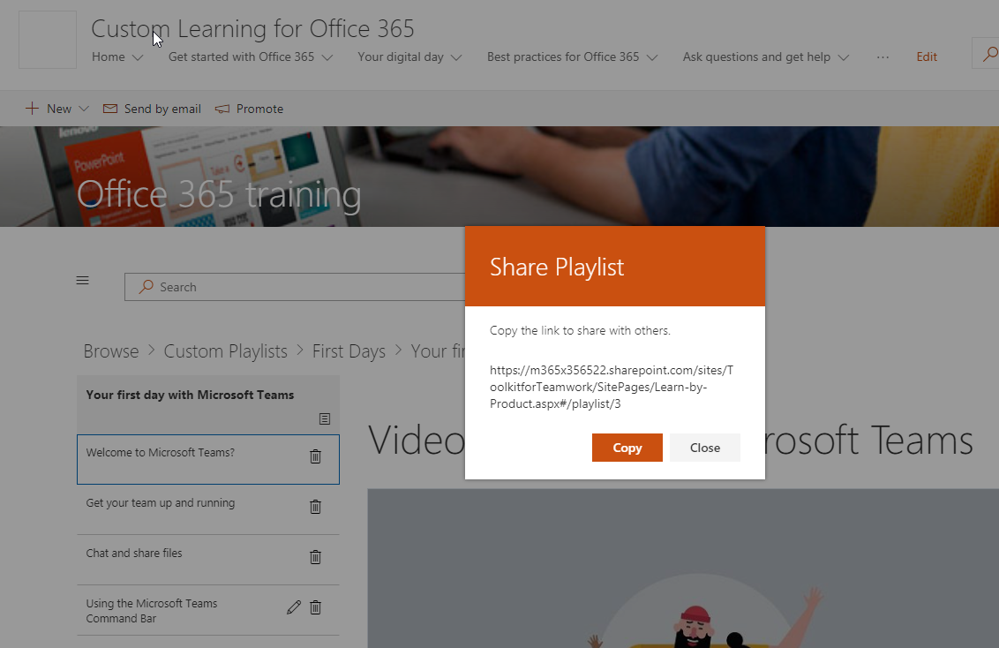 Custom Learning for Office 365
Home
Get started with Office 365
Your digital day
Best practices for Office 365
Ask questions and get help
...
Edit
New
Send by email
Promote
lenovo
PowerPoint
Take a
Office 365 training
Search
Share Playlist
Copy the link to share with others.
https://m365x356522.sharepoint.com/sites/T
oolkitforTeamwork/SitePages/Learn-by-
Product.aspx#/playlist/3
Copy
Close
Browse > Custom Playlists > First Days > Your fir
Your first day with Microsoft Teams
Welcome to Microsoft Teams?
Get your team up and running
Chat and share files
Using the Microsoft Teams
Command Bar
Video
rosoft Teams